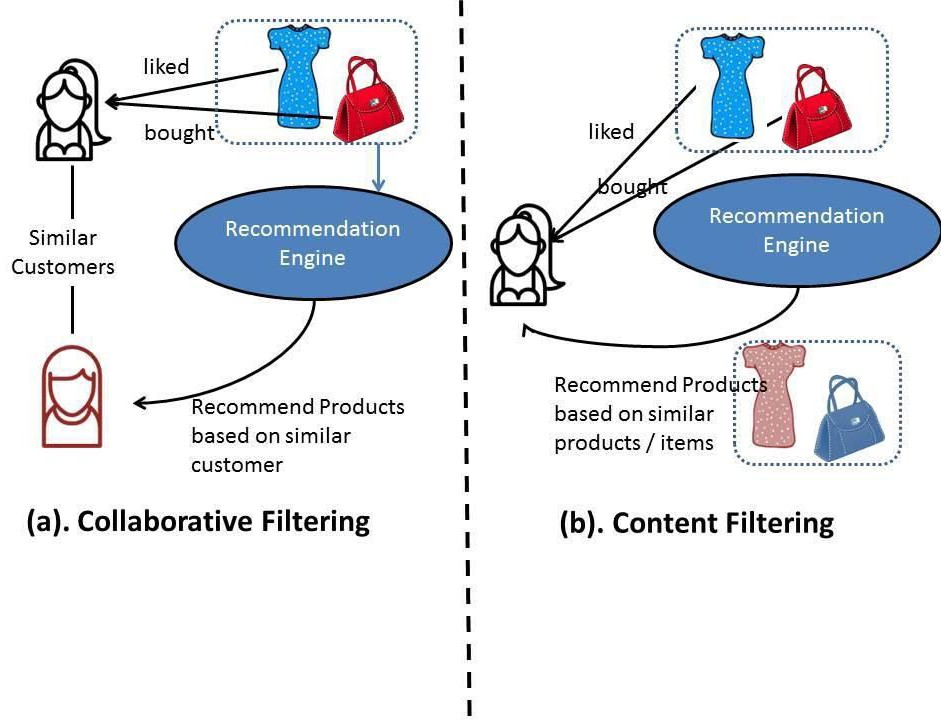 liked
bought
Recommendation
Engine
Similar
Customers
Recommend Products
based on similar
customer
(a). Collaborative Filtering
liked
bought
Recommendation
Engine
Recommend Products
based on similar
products / items
(b). Content Filtering